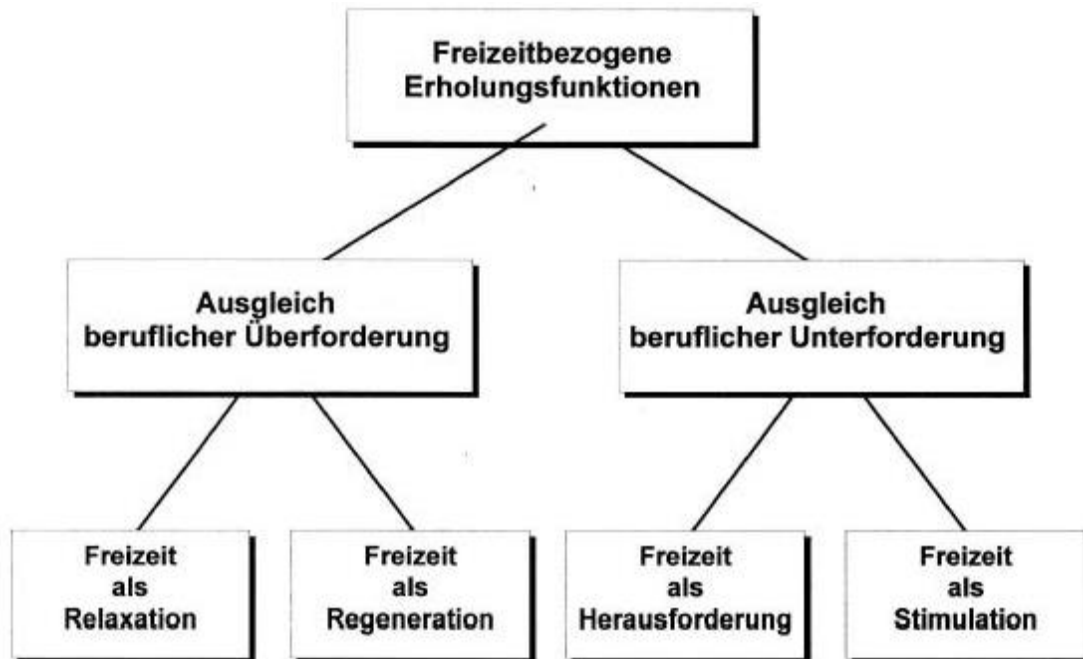 Freizeitbezogene
Erholungsfunktionen
Ausgleich
beruflicher Überforderung
Ausgleich
beruflicher Unterforderung
Freizeit
als
Relaxation
Freizeit
als
Regeneration
Freizeit
als
Herausforderung
Freizeit
als
Stimulation